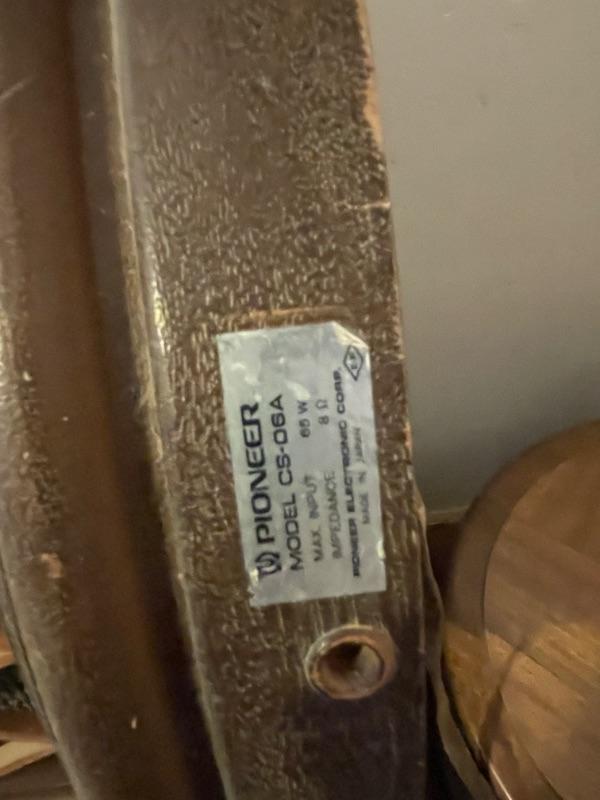 PIONEER
MODEL CS-06A
MAX. INPUT 65 W
IMPEDANCE 8 Ω
PIONEER ELECTRONIC CORP.
MADE IN JAPAN